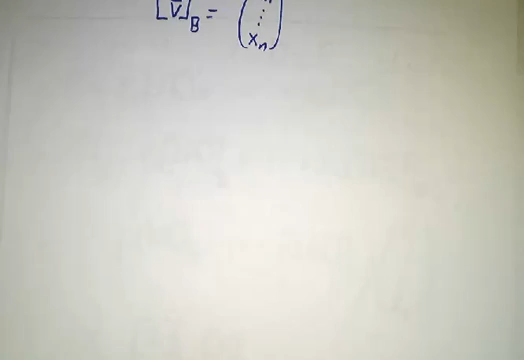 [v̄]_B = ( ⋮ x_n )